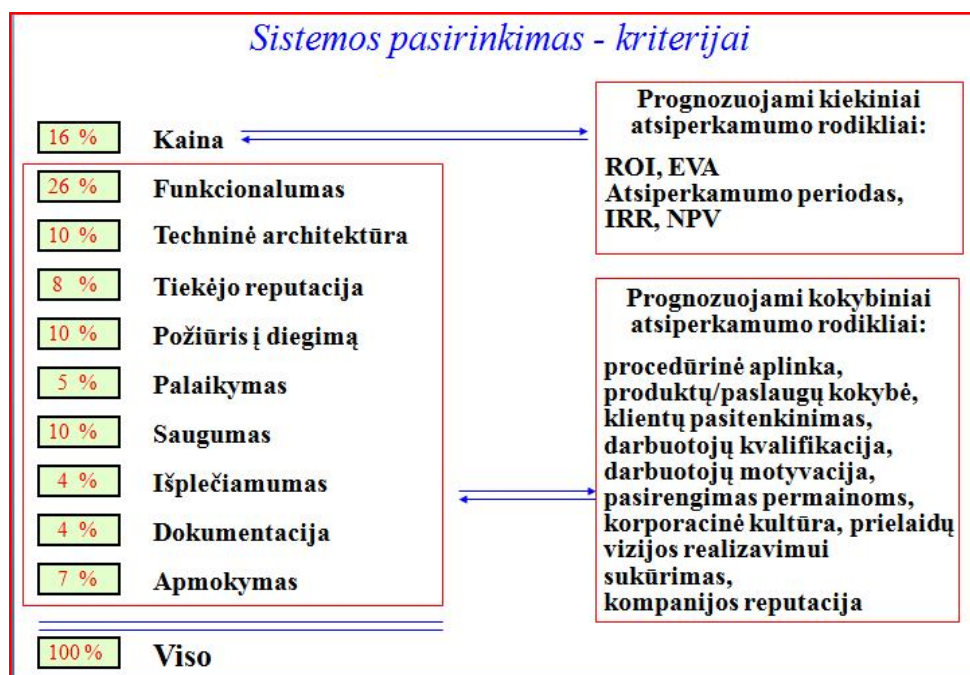 Sistemos pasirinkimas - kriterijai
16 % Kaina
26 % Funkcionalumas
10 % Techninė architektūra
8 % Tiekėjo reputacija
10 % Požiūris į diegimą
5 % Palaikymas
10 % Saugumas
4 % Išplečiamumas
4 % Dokumentacija
7 % Apmokymas
100 % Viso
Prognozuojami kiekiniai
atsiperkamumo rodikliai:
ROI, EVA
Atsiperkamumo periodas,
IRR, NPV
Prognozuojami kokybiniai
atsiperkamumo rodikliai:
procedūrinė aplinka,
produktų/paslaugų kokybė,
klientų pasitenkinimas,
darbuotojų kvalifikacija,
darbuotojų motyvacija,
pasirengimas permainoms,
korporacinė kultūra, prielaidų
vizijos realizavimui
sukūrimas,
kompanijos reputacija